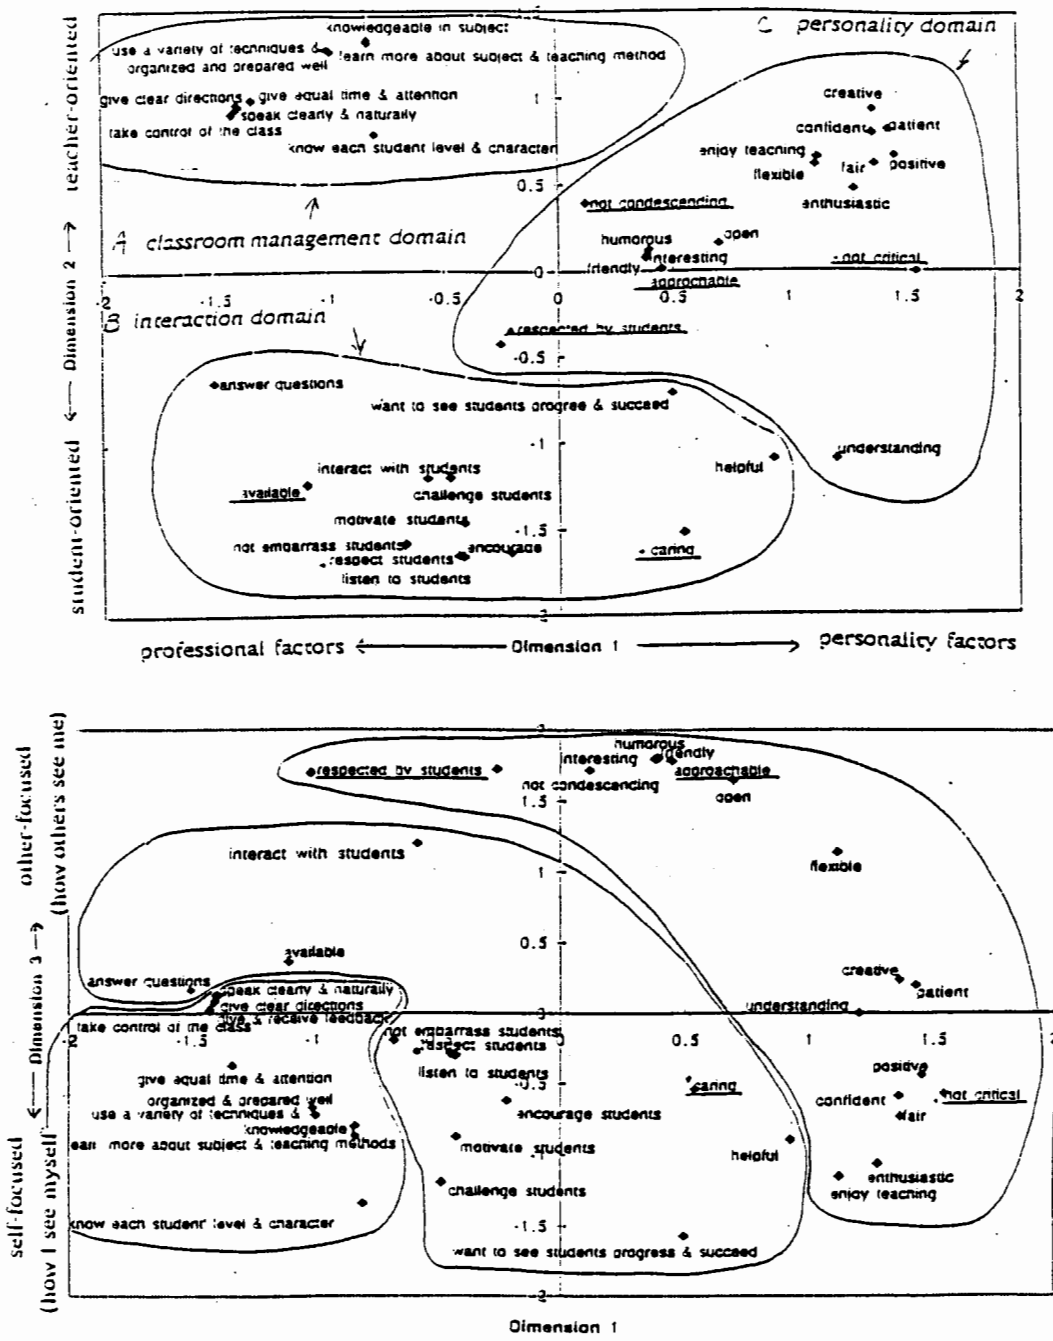 C personality domain
knowledgeable in subject
use a variety of techniques &
organized and prepared well
learn more about subject & teaching method
give clear directions
give equal time & attention
speak clearly & naturally
take control of the class
know each student level & character
creative
confident
patient
enjoy teaching
flexible
fair
positive
enthusiastic
not condescending
humorous
open
interesting
friendly
approchable
not critical
A classroom management domain
B interaction domain
respected by students
answer questions
want to see students progree & succeed
understanding
helpful
interact with students
available
challenge students
motivate students
not embarrass students
encourage
respect students
listen to students
caring
1
0.5
0
-0.5
-1
-1.5
-2
-1.5
-1
-0.5
0.5
1
1.5
2
student-oriented <— Dimension 2 —> teacher-oriented
professional factors <— Dimension 1 —> personality factors
humorous
friendly
interesting
respected by students
approachable
not condescending
open
interact with students
flexible
available
answer questions
speak clearly & naturally
give clear directions
give & receive feedback
take control of the class
creative
patient
understanding
not embarrass students
respect students
listen to students
give equal time & attention
organized & prepared well
use a variety of techniques &
knowledgeable
learn more about subject & teaching methods
know each student level & character
encourage students
motivate students
challenge students
want to see students progress & succeed
caring
helpful
positive
confident
not critical
fair
enthusiastic
enjoy teaching
1.5
1
0.5
0
-0.5
-1
-1.5
-2
-1.5
-1
0.5
1
1.5
self-focused <— Dimension 3 —> other-focused
(how I see myself) (how others see me)
Dimension 1